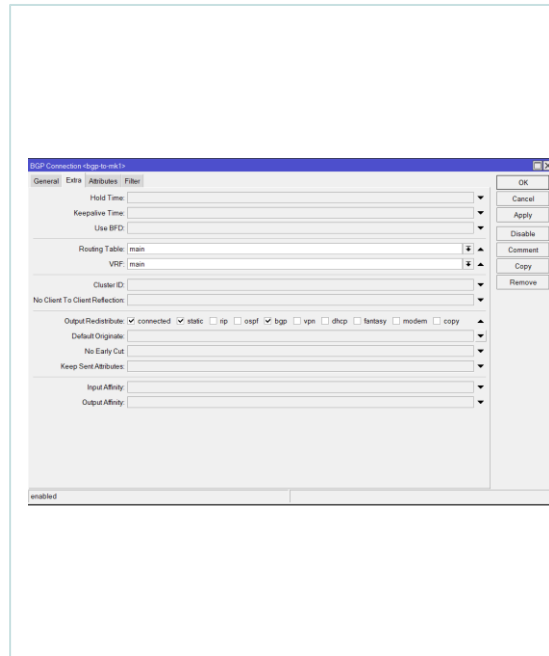 BGP Connection <bgp-to-mk1>
General Extra Attributes Filter
Hold Time:
Keepalive Time:
Use BFD:
Routing Table: main
VRF: main
Cluster ID:
No Client To Client Reflection:
Output Redistribute: connected static rip ospf bgp vpn dhcp fantasy modem copy
Default Originate:
No Early Cut:
Keep Sent Attributes:
Input Affinity:
Output Affinity:
OK
Cancel
Apply
Disable
Comment
Copy
Remove
enabled